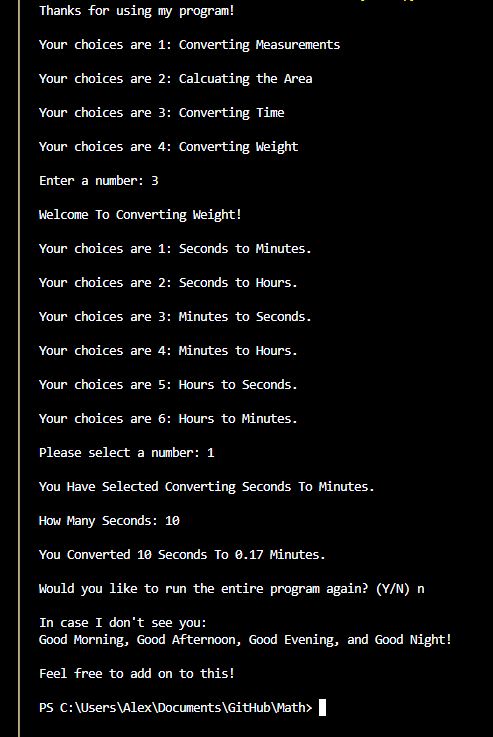 Thanks for using my program!
Your choices are 1: Converting Measurements
Your choices are 2: Calcuating the Area
Your choices are 3: Converting Time
Your choices are 4: Converting Weight
Enter a number: 3
Welcome To Converting Weight!
Your choices are 1: Seconds to Minutes.
Your choices are 2: Seconds to Hours.
Your choices are 3: Minutes to Seconds.
Your choices are 4: Minutes to Hours.
Your choices are 5: Hours to Seconds.
Your choices are 6: Hours to Minutes.
Please select a number: 1
You Have Selected Converting Seconds To Minutes.
How Many Seconds: 10
You Converted 10 Seconds To 0.17 Minutes.
Would you like to run the entire program again? (Y/N) n
In case I don't see you:
Good Morning, Good Afternoon, Good Evening, and Good Night!
Feel free to add on to this!
PS C:\Users\Alex\Documents\GitHub\Math>